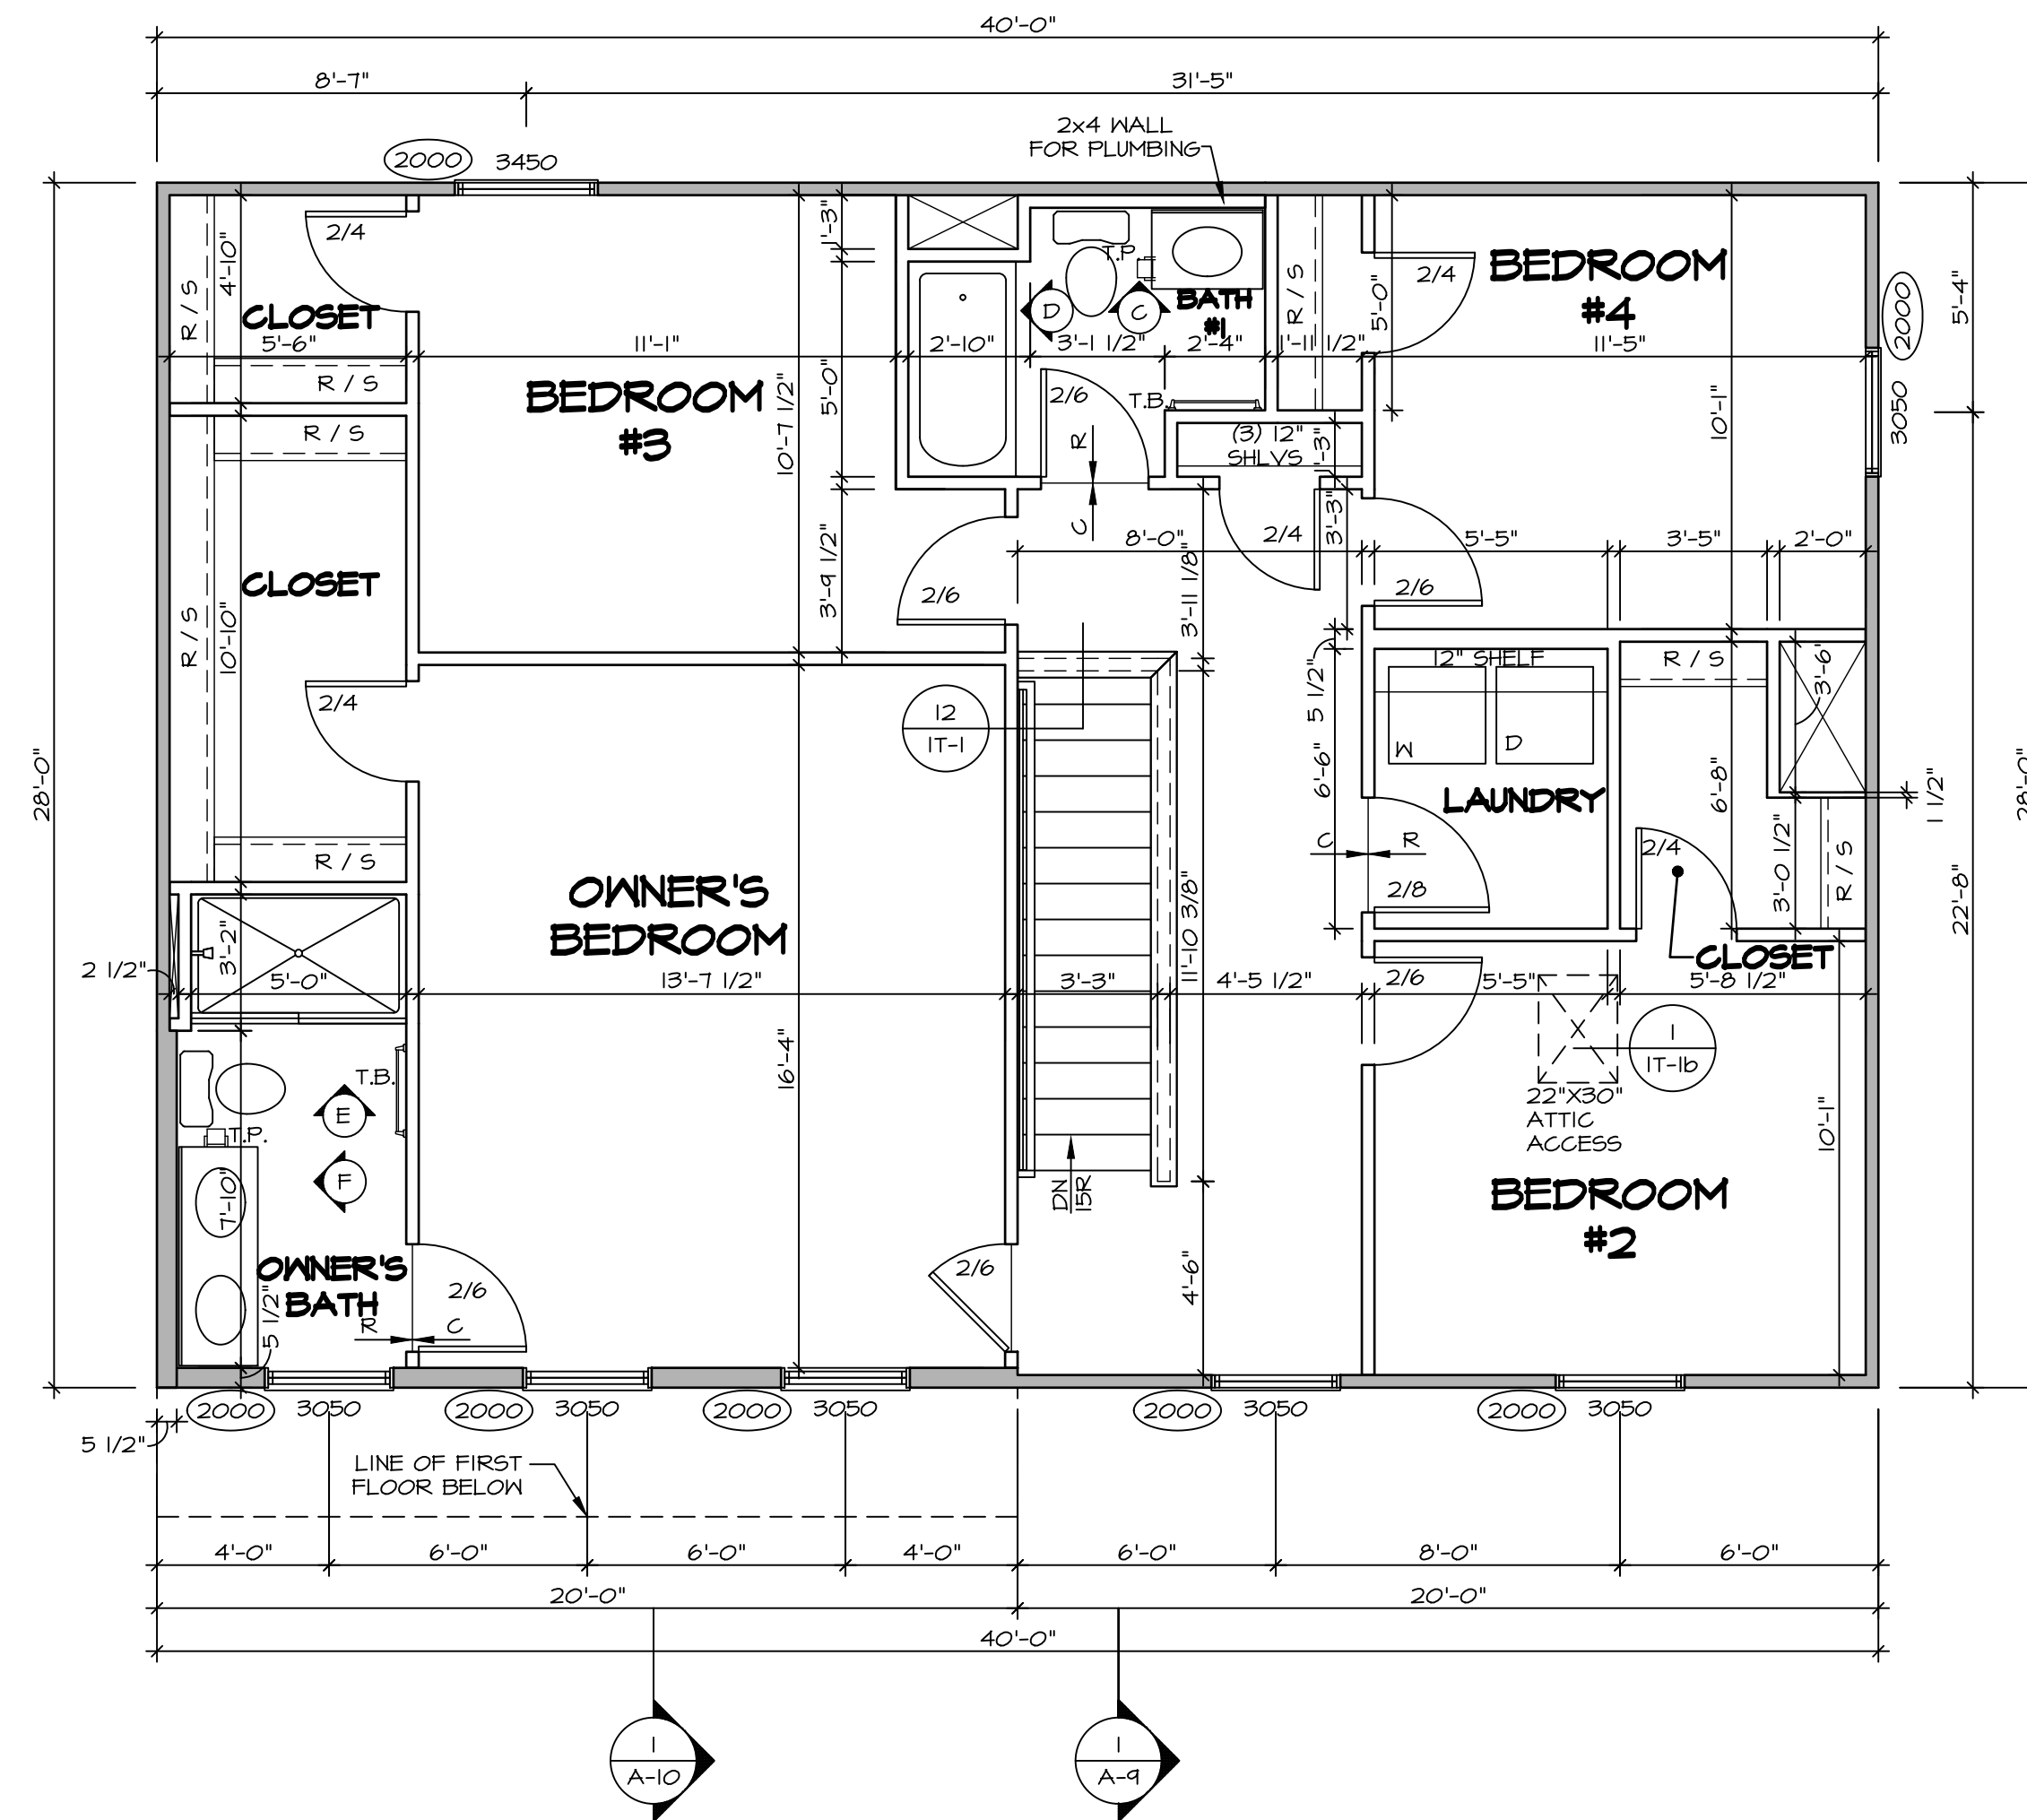 40'-0"
8'-7"
31'-5"
2x4 WALL
FOR PLUMBING
2000
3450
2/4
4'-10"
R / S
CLOSET
5'-6"
R / S
R / S
CLOSET
R / S
10'-10"
2/4
R / S
11'-1"
BEDROOM
#3
10'-7 1/2"
1'-3"
5'-0"
3'-9 1/2"
2'-10"
3'-1 1/2"
2'-4"
1'-11 1/2"
T.P.
D
C
BATH
#1
2/6
T.B.
R
C
R / S
5'-0"
(3) 12"
SHLVS
1'-3"
3'-3"
2/4
2/4
BEDROOM
#4
11'-5"
10'-1"
2000
3050
5'-4"
8'-0"
5'-5"
3'-5"
2'-0"
2/6
2/6
3'-11 1/8"
5 1/2"
6'-6"
12" SHELF
W
D
LAUNDRY
C
R
2/8
R / S
3'-6"
6'-8"
2/4
3'-0 1/2"
R / S
1 1/2"
CLOSET
22'-8"
28'-0"
28'-0"
12
1T-1
OWNER'S
BEDROOM
13'-7 1/2"
16'-4"
2 1/2"
3'-2"
5'-0"
3'-3"
11'-10 3/8"
4'-5 1/2"
2/6
5'-5"
5'-8 1/2"
1
1T-1b
22"X30"
ATTIC
ACCESS
10'-1"
BEDROOM
#2
T.B.
E
T.P.
F
7'-10"
OWNER'S
BATH
5 1/2"
R
C
2/6
2/6
DN
15R
4'-6"
2000
3050
2000
3050
2000
3050
2000
3050
2000
3050
5 1/2"
LINE OF FIRST
FLOOR BELOW
4'-0"
6'-0"
6'-0"
4'-0"
6'-0"
8'-0"
6'-0"
20'-0"
20'-0"
40'-0"
1
A-10
1
A-9